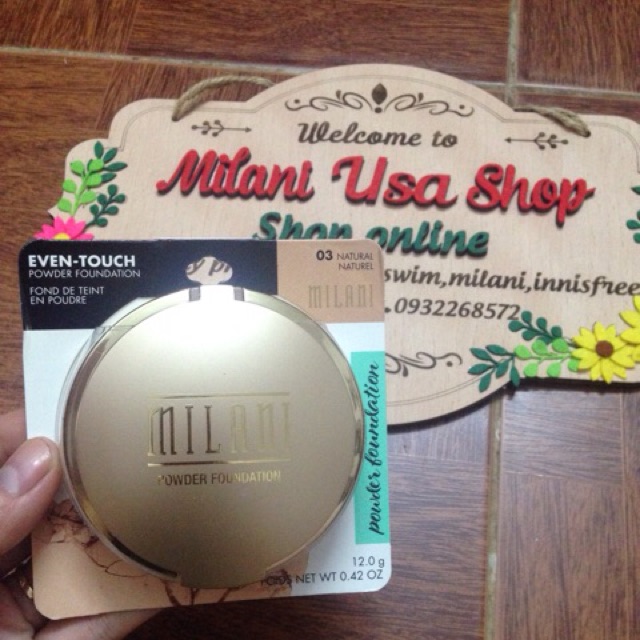 Welcome to
Milani Usa Shop
Shop online
swim,milani,innisfree
.0932268572
EVEN-TOUCH
POWDER FOUNDATION
FOND DE TEINT
EN POUDRE
03 NATURAL
NATUREL
MILANI
MILANI
POWDER FOUNDATION
powder foundation
12.0 g
POIDS NET WT 0.42 OZ